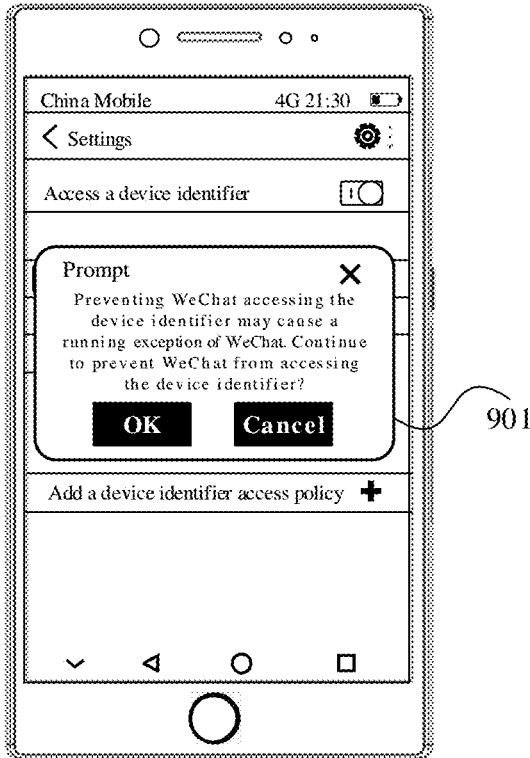 China Mobile 4G 21:30
Settings
Access a device identifier
Prompt
Preventing WeChat accessing the
device identifier may cause a
running exception of WeChat. Continue
to prevent WeChat from accessing
the device identifier?
OK Cancel
901
Add a device identifier access policy